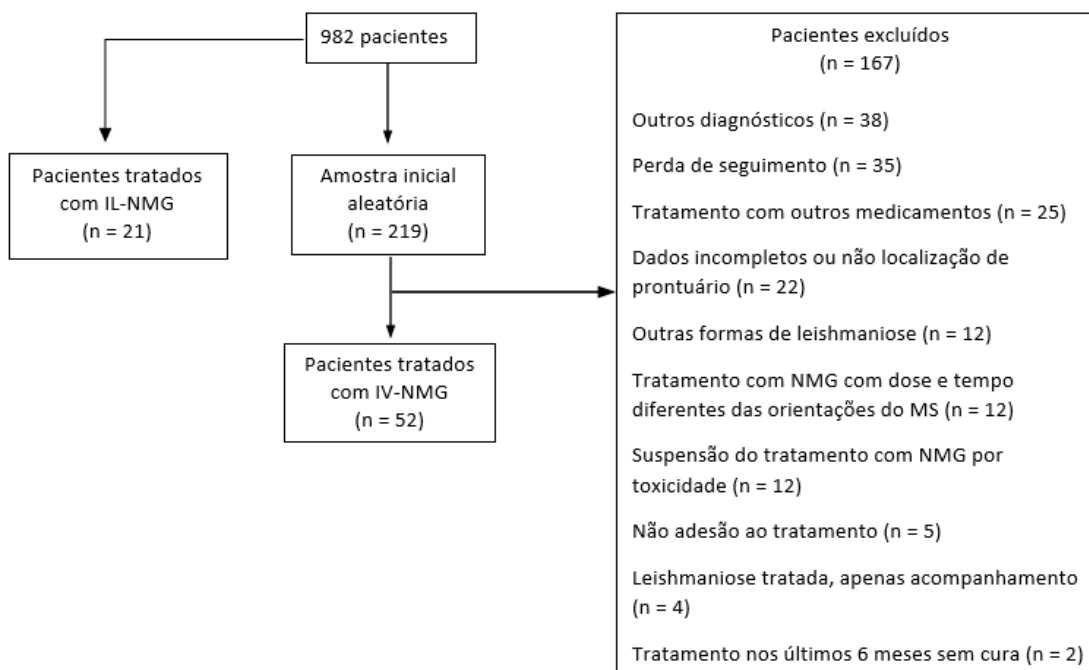 982 pacientes
Pacientes tratados
com IL-NMG
(n = 21)
Amostra inicial
aleatória
(n = 219)
Pacientes tratados
com IV-NMG
(n = 52)
Pacientes excluídos
(n = 167)
Outros diagnósticos (n = 38)
Perda de seguimento (n = 35)
Tratamento com outros medicamentos (n = 25)
Dados incompletos ou não localização de
prontuário (n = 22)
Outras formas de leishmaniose (n = 12)
Tratamento com NMG com dose e tempo
diferentes das orientações do MS (n = 12)
Suspensão do tratamento com NMG por
toxicidade (n = 12)
Não adesão ao tratamento (n = 5)
Leishmaniose tratada, apenas acompanhamento
(n = 4)
Tratamento nos últimos 6 meses sem cura (n = 2)